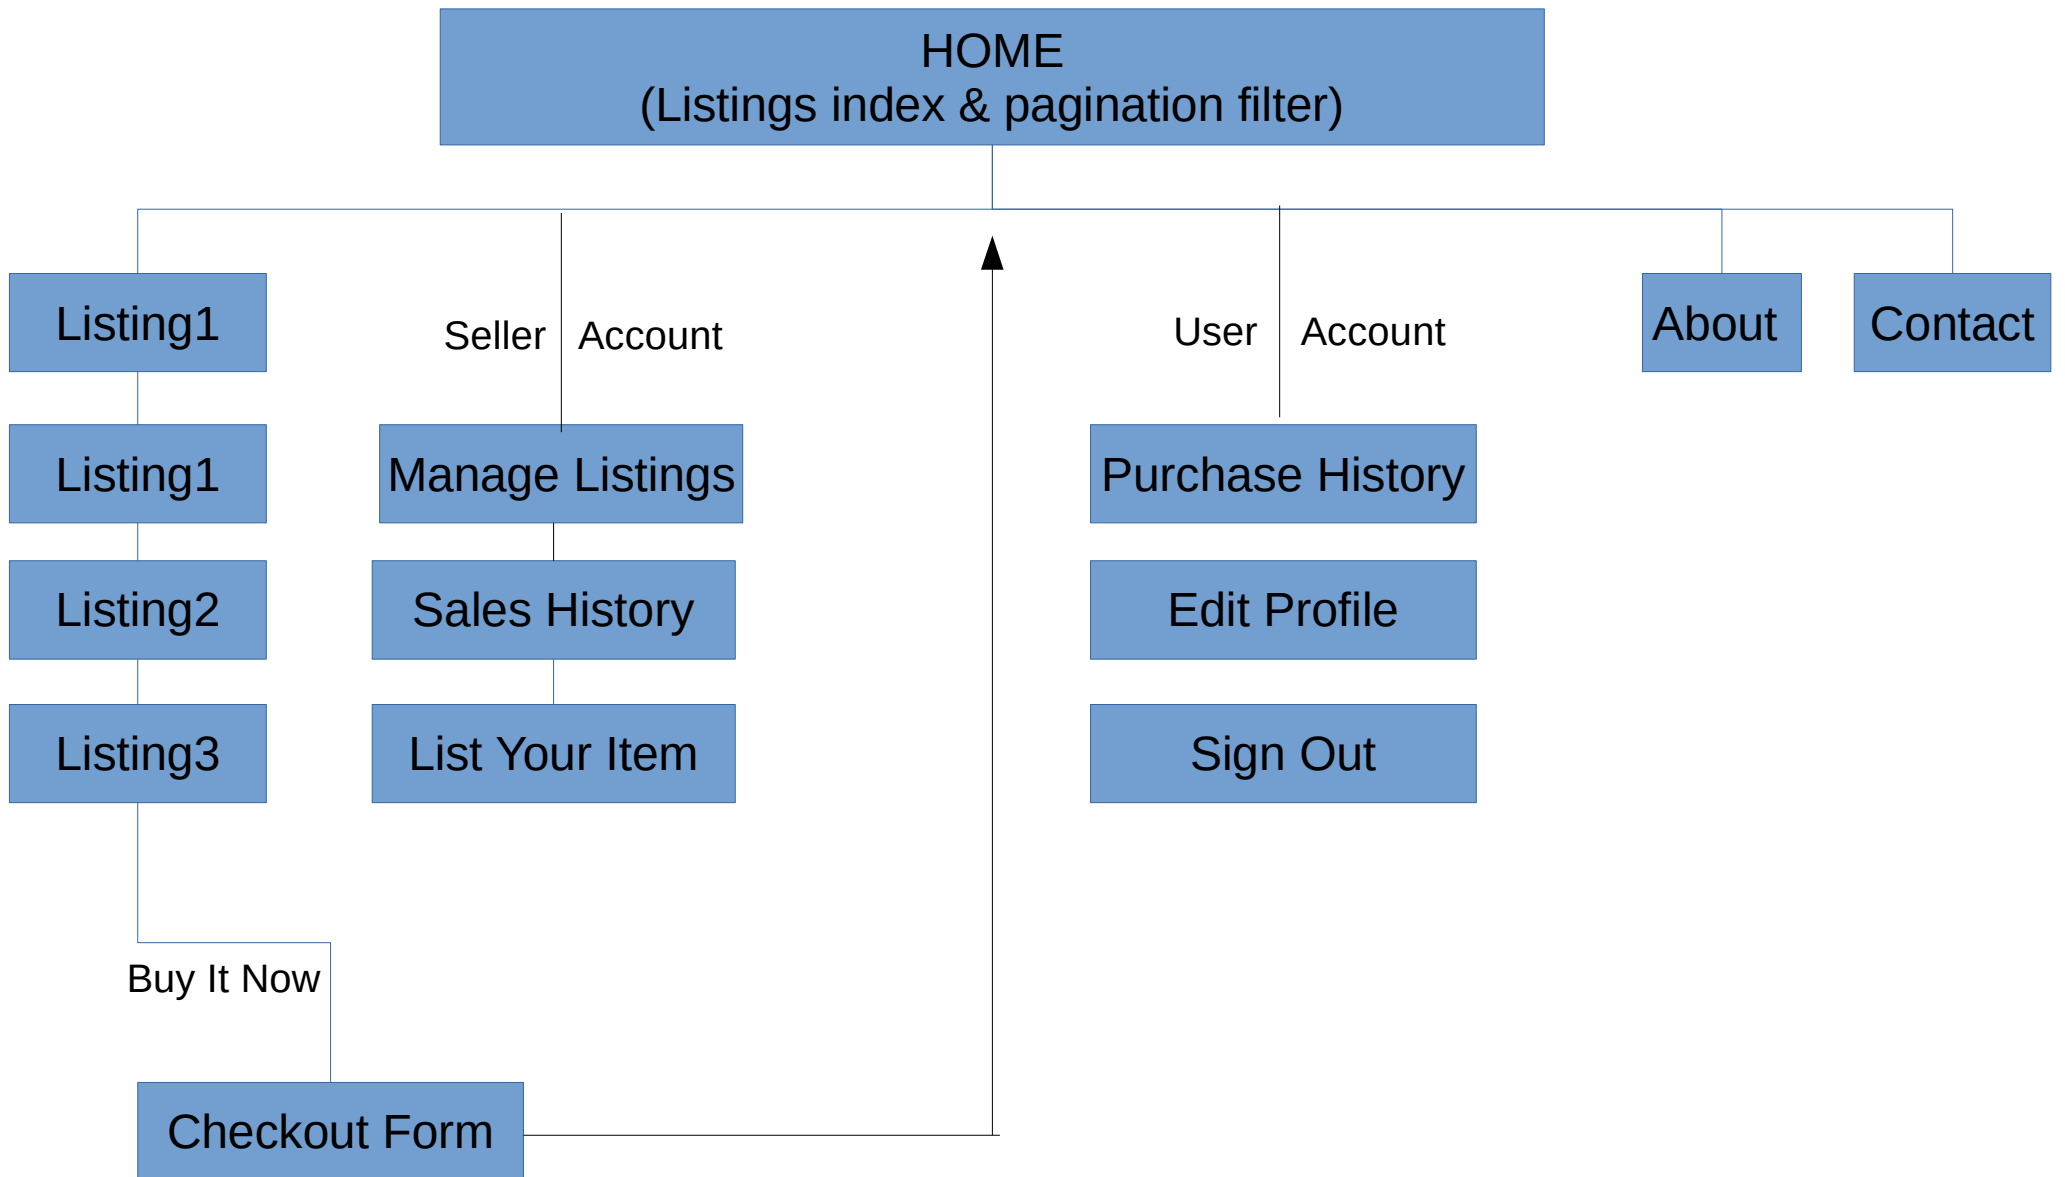 HOME
(Listings index & pagination filter)
Listing1
Seller Account
User Account
About
Contact
Listing1
Manage Listings
Purchase History
Listing2
Sales History
Edit Profile
Listing3
List Your Item
Sign Out
Buy It Now
Checkout Form